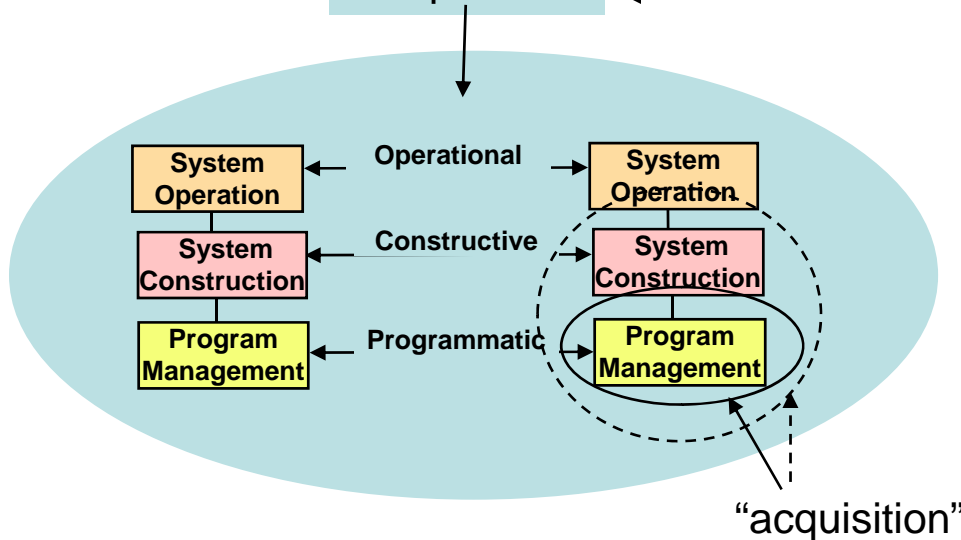 System
Operation
Operational
System
Operation
System
Construction
Constructive
System
Construction
Program
Management
Programmatic
Program
Management
“acquisition”